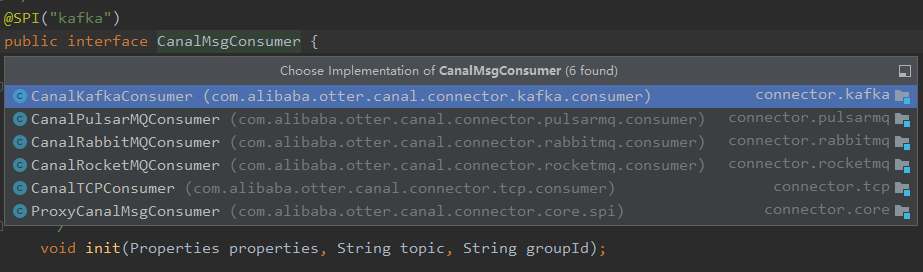 @SPI("kafka")
public interface CanalMsgConsumer {
Choose Implementation of CanalMsgConsumer (6 found)
CanalKafkaConsumer (com.alibaba.otter.canal.connector.kafka.consumer) connector.kafka
CanalPulsarMQConsumer (com.alibaba.otter.canal.connector.pulsarmq.consumer) connector.pulsarmq
CanalRabbitMQConsumer (com.alibaba.otter.canal.connector.rabbitmq.consumer) connector.rabbitmq
CanalRocketMQConsumer (com.alibaba.otter.canal.connector.rocketmq.consumer) connector.rocketmq
CanalTCPConsumer (com.alibaba.otter.canal.connector.tcp.consumer) connector.tcp
ProxyCanalMsgConsumer (com.alibaba.otter.canal.connector.core.spi) connector.core
void init(Properties properties, String topic, String groupId);